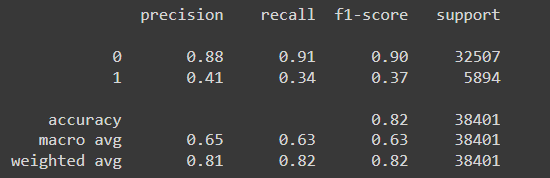 precision recall f1-score support
0 0.88 0.91 0.90 32507
1 0.41 0.34 0.37 5894
accuracy 0.82 38401
macro avg 0.65 0.63 0.63 38401
weighted avg 0.81 0.82 0.82 38401